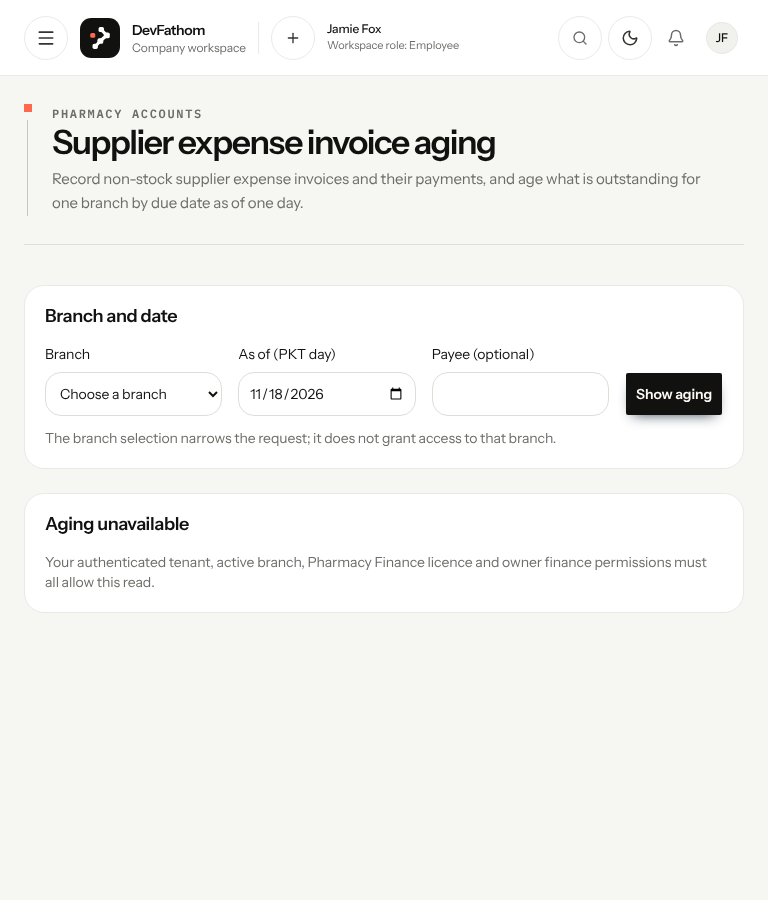 DevFathom
Company workspace
Jamie Fox
Workspace role: Employee
JF
PHARMACY ACCOUNTS
Supplier expense invoice aging
Record non-stock supplier expense invoices and their payments, and age what is outstanding for
one branch by due date as of one day.
Branch and date
Branch
As of (PKT day)
Payee (optional)
Choose a branch
11/18/2026
Show aging
The branch selection narrows the request; it does not grant access to that branch.
Aging unavailable
Your authenticated tenant, active branch, Pharmacy Finance licence and owner finance permissions must
all allow this read.